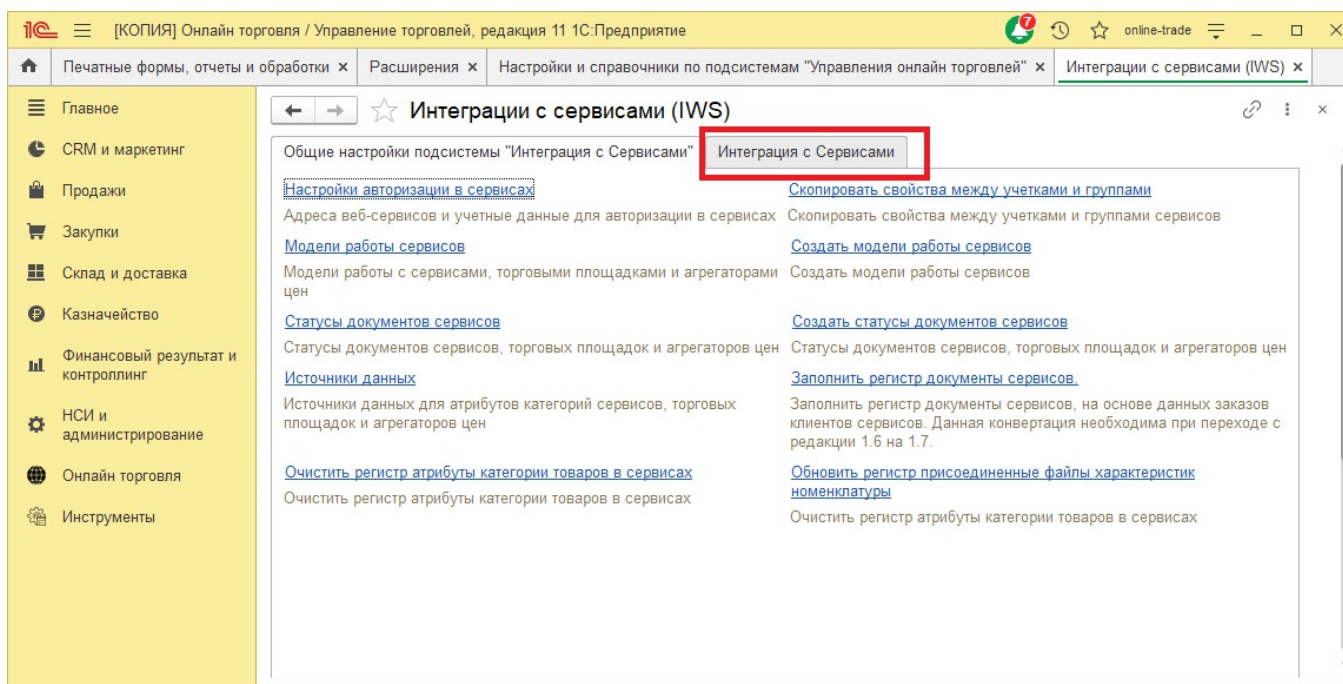 1С [КОПИЯ] Онлайн торговля / Управление торговлей, редакция 11 1С:Предприятие 7 online-trade
Печатные формы, отчеты и обработки × Расширения × Настройки и справочники по подсистемам "Управления онлайн торговлей" × Интеграции с сервисами (IWS) ×
Главное
CRM и маркетинг
Продажи
Закупки
Склад и доставка
Казначейство
Финансовый результат и
контроллинг
НСИ и
администрирование
Онлайн торговля
Инструменты
Интеграции с сервисами (IWS)
Общие настройки подсистемы "Интеграция с Сервисами" Интеграция с Сервисами
Настройки авторизации в сервисах
Адреса веб-сервисов и учетные данные для авторизации в сервисах
Модели работы сервисов
Модели работы с сервисами, торговыми площадками и агрегаторами
цен
Статусы документов сервисов
Статусы документов сервисов, торговых площадок и агрегаторов цен
Источники данных
Источники данных для атрибутов категорий сервисов, торговых
площадок и агрегаторов цен
Очистить регистр атрибуты категории товаров в сервисах
Очистить регистр атрибуты категории товаров в сервисах
Скопировать свойства между учетками и группами
Скопировать свойства между учетками и группами сервисов
Создать модели работы сервисов
Создать модели работы сервисов
Создать статусы документов сервисов
Статусы документов сервисов, торговых площадок и агрегаторов цен
Заполнить регистр документы сервисов.
Заполнить регистр документы сервисов, на основе данных заказов
клиентов сервисов. Данная конвертация необходима при переходе с
редакции 1.6 на 1.7.
Обновить регистр присоединенные файлы характеристик
номенклатуры
Очистить регистр атрибуты категории товаров в сервисах